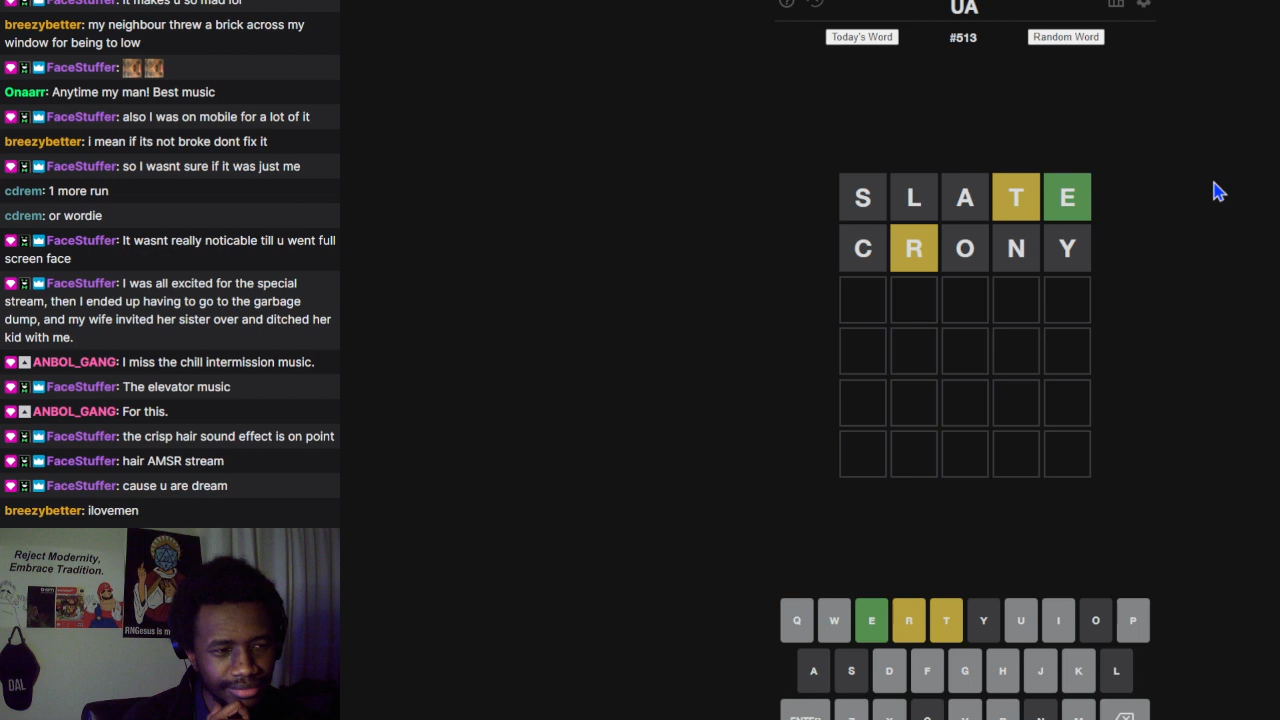 FaceStuffer: it makes u so mad lol
breezybetter: my neighbour threw a brick across my
window for being to low
FaceStuffer:
Onaarr: Anytime my man! Best music
FaceStuffer: also I was on mobile for a lot of it
breezybetter: i mean if its not broke dont fix it
FaceStuffer: so I wasnt sure if it was just me
cdrem: 1 more run
cdrem: or wordie
FaceStuffer: It wasnt really noticable till u went full
screen face
FaceStuffer: I was all excited for the special
stream, then I ended up having to go to the garbage
dump, and my wife invited her sister over and ditched her
kid with me.
ANBOL_GANG: I miss the chill intermission music.
FaceStuffer: The elevator music
ANBOL_GANG: For this.
FaceStuffer: the crisp hair sound effect is on point
FaceStuffer: hair AMSR stream
FaceStuffer: cause u are dream
breezybetter: ilovemen
Reject Modernity,
Embrace Tradition.
RNGesus is
DAL
UA
Today's Word #513 Random Word
S L A T E
C R O N Y
Q W E R T Y U I O P
A S D F G H J K L